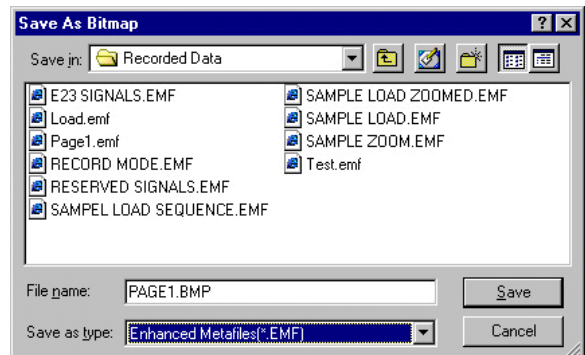 Save As Bitmap
Save in: Recorded Data
E23 SIGNALS.EMF
Load.emf
Page1.emf
RECORD MODE.EMF
RESERVED SIGNALS.EMF
SAMPEL LOAD SEQUENCE.EMF
SAMPLE LOAD ZOOMED.EMF
SAMPLE LOAD.EMF
SAMPLE ZOOM.EMF
Test.emf
File name: PAGE1.BMP Save
Save as type: Enhanced Metafiles(*.EMF) Cancel